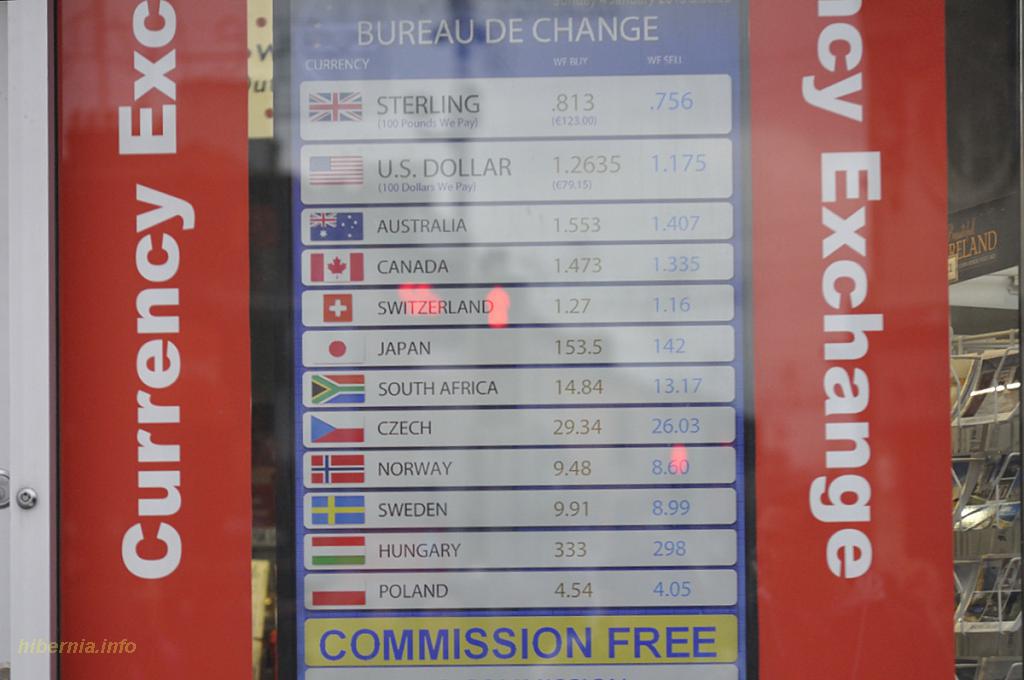 Currency Exc
ncy Exchange
BUREAU DE CHANGE
CURRENCY WE BUY WE SELL
STERLING .813 .756
(100 Pounds We Pay) (€123.00)
U.S. DOLLAR 1.2635 1.175
(100 Dollars We Pay) (€79.15)
AUSTRALIA 1.553 1.407
CANADA 1.473 1.335
SWITZERLAND 1.27 1.16
JAPAN 153.5 142
SOUTH AFRICA 14.84 13.17
CZECH 29.34 26.03
NORWAY 9.48 8.60
SWEDEN 9.91 8.99
HUNGARY 333 298
POLAND 4.54 4.05
COMMISSION FREE
RELAND
hibernia.info